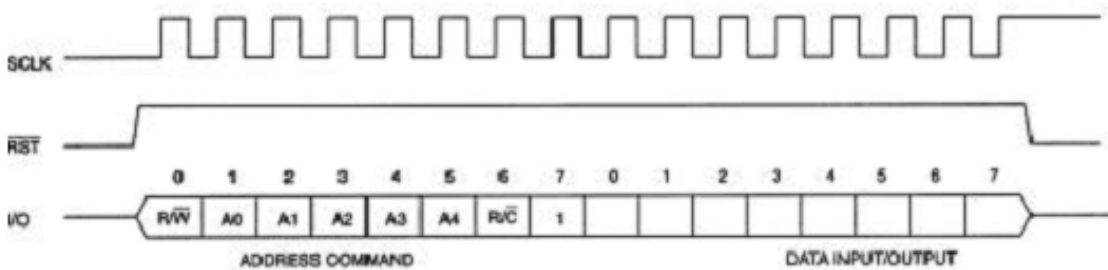 SCLK
RST
0 1 2 3 4 5 6 7 0 1 2 3 4 5 6 7
I/O R/W A0 A1 A2 A3 A4 R/C 1
ADDRESS COMMAND DATA INPUT/OUTPUT